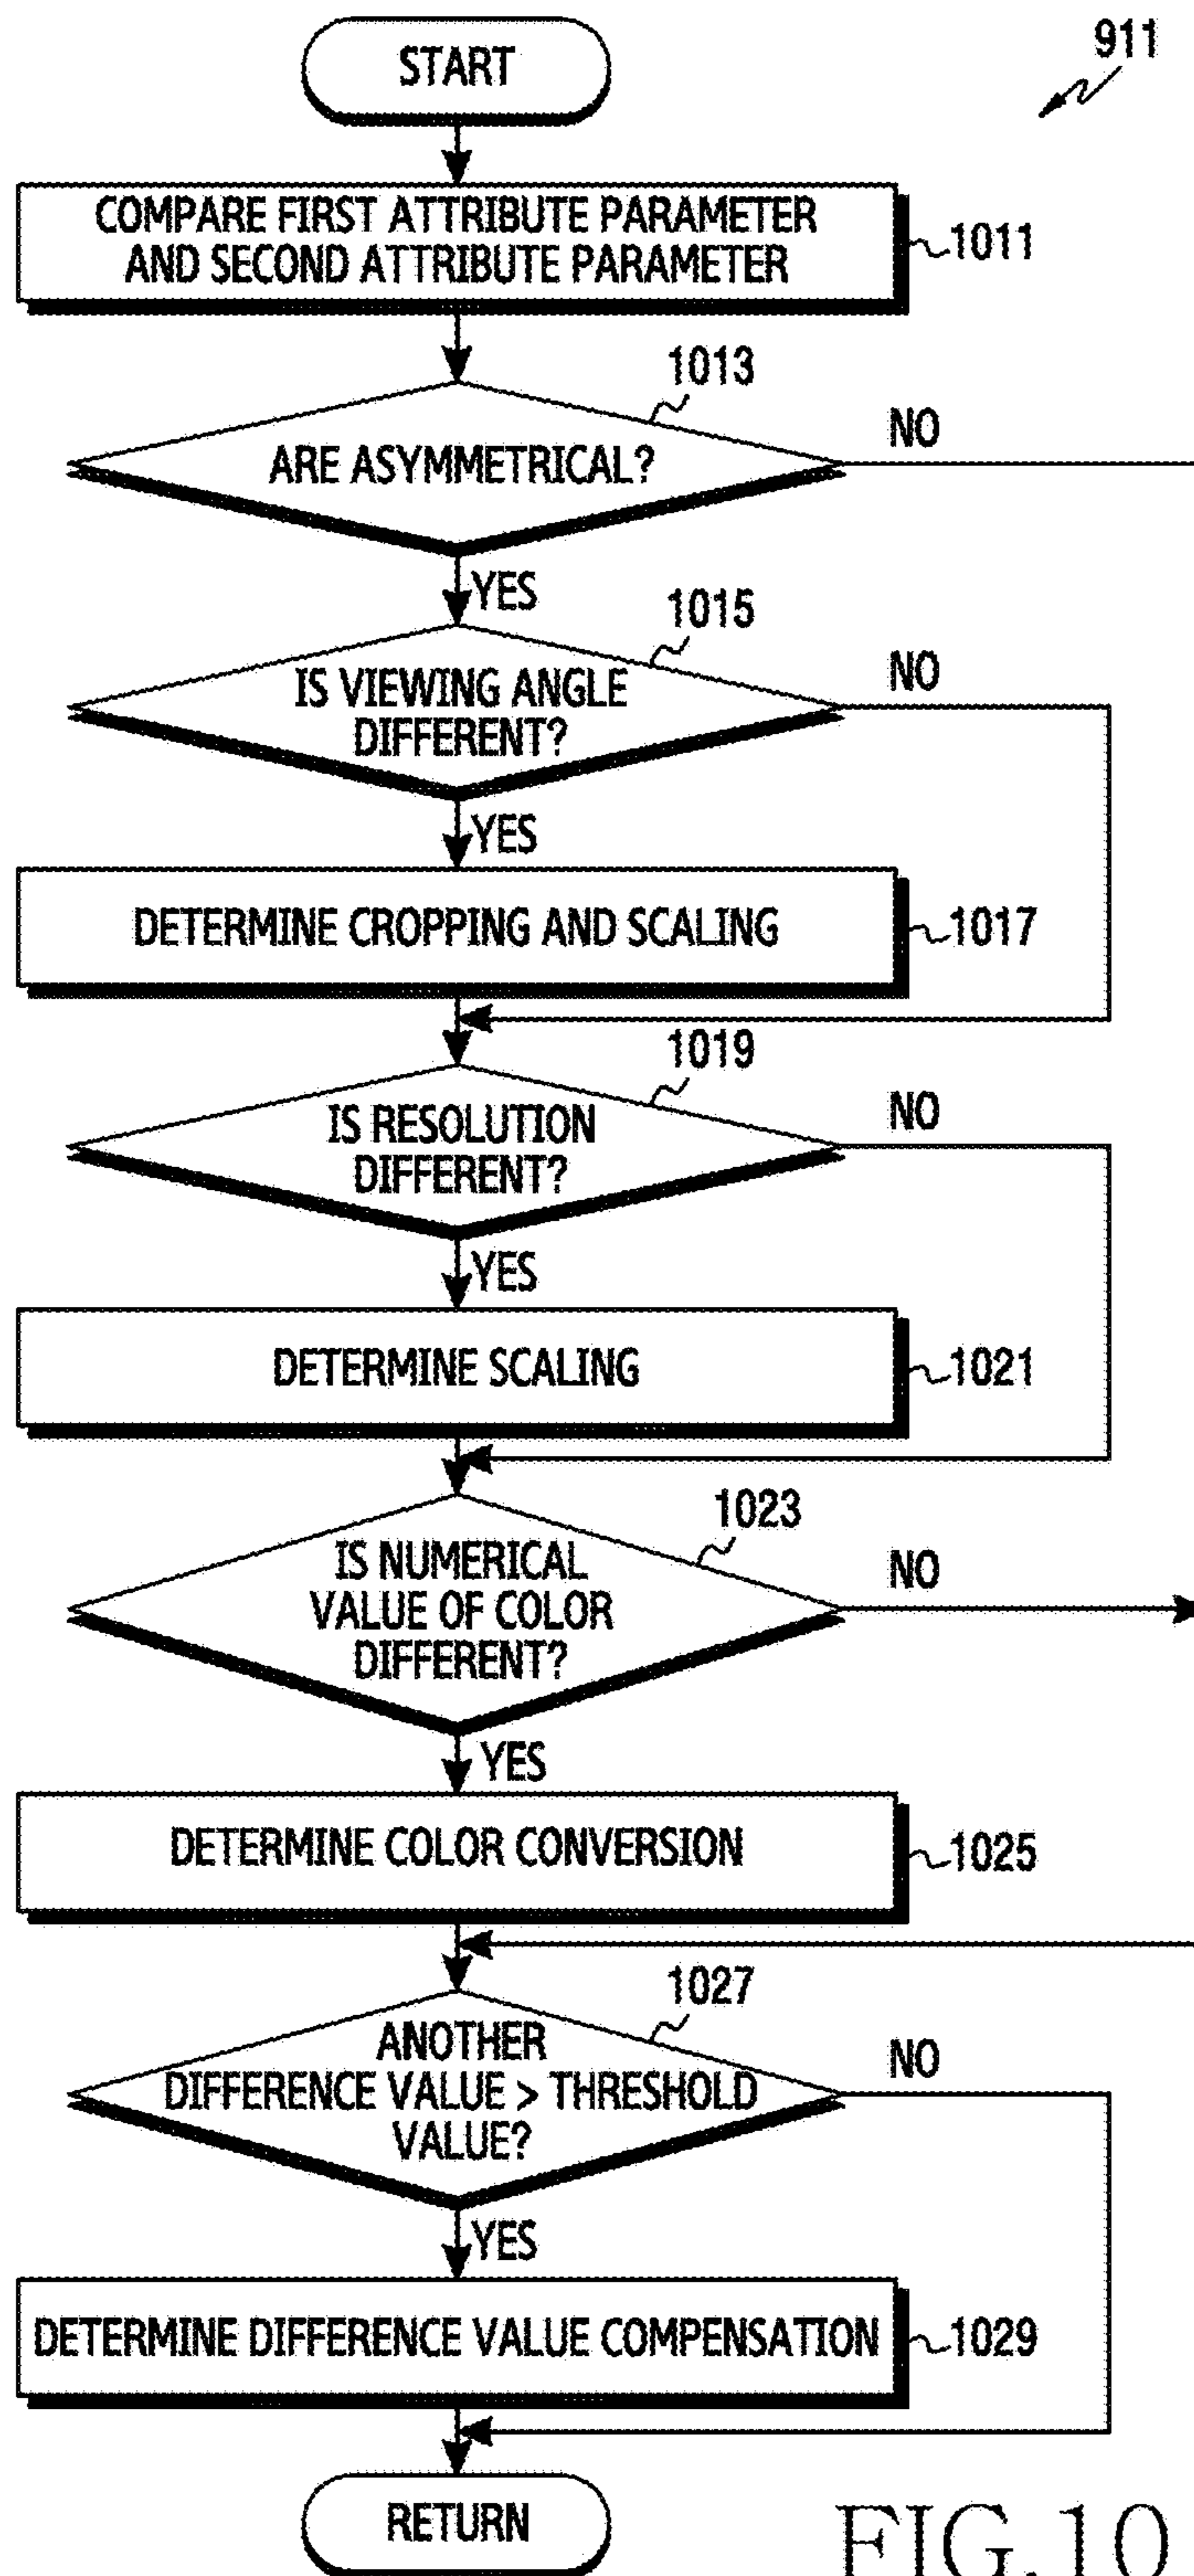 START
911
COMPARE FIRST ATTRIBUTE PARAMETER
AND SECOND ATTRIBUTE PARAMETER
1011
1013
ARE ASYMMETRICAL?
NO
YES
1015
IS VIEWING ANGLE
DIFFERENT?
NO
YES
DETERMINE CROPPING AND SCALING
1017
1019
IS RESOLUTION
DIFFERENT?
NO
YES
DETERMINE SCALING
1021
1023
IS NUMERICAL
VALUE OF COLOR
DIFFERENT?
NO
YES
DETERMINE COLOR CONVERSION
1025
1027
ANOTHER
DIFFERENCE VALUE > THRESHOLD
VALUE?
NO
YES
DETERMINE DIFFERENCE VALUE COMPENSATION
1029
RETURN
FIG.10